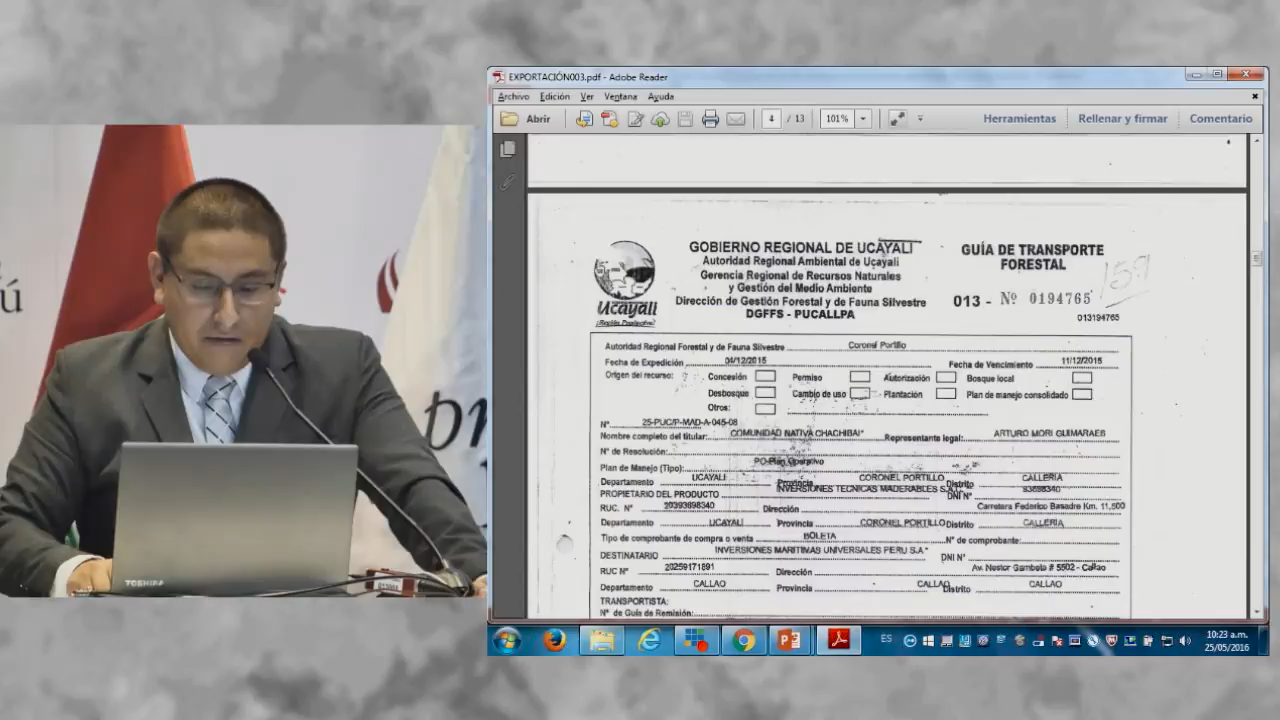 EXPORTACIÓN003.pdf - Adobe Reader
Archivo Edición Ver Ventana Ayuda
Abrir 4 / 13 101% Herramientas Rellenar y firmar Comentario
GOBIERNO REGIONAL DE UCAYALI
Autoridad Regional Ambiental de Ucayali
Gerencia Regional de Recursos Naturales
y Gestión del Medio Ambiente
Dirección de Gestión Forestal y de Fauna Silvestre
DGFFS - PUCALLPA
Ucayali
GUÍA DE TRANSPORTE
FORESTAL
159
013 - Nº 0194765
013194765
Autoridad Regional Forestal y de Fauna Silvestre Coronel Portillo
Fecha de Expedición 04/12/2015 Fecha de Vencimiento 11/12/2015
Origen del recurso: Concesión Permiso Autorización Bosque local
Desbosque Cambio de uso Plantación Plan de manejo consolidado
Otros:
N° 25-PUC/P-MAD-A-045-08
Nombre completo del titular: COMUNIDAD NATIVA CHACHIBAI* Representante legal: ARTURO MORI GUIMARAES
N° de Resolución:
Plan de Manejo (Tipo): PO-Plan Operativo
Departamento UCAYALI Provincia CORONEL PORTILLO Distrito CALLERIA
PROPIETARIO DEL PRODUCTO INVERSIONES TECNICAS MADERABLES S.A.C. DNI N°
RUC. N° 20393698340 Dirección Carretera Federico Basadre Km. 11,500
Departamento UCAYALI Provincia CORONEL PORTILLO Distrito CALLERIA
Tipo de comprobante de compra o venta BOLETA N° de comprobante:
DESTINATARIO INVERSIONES MARITIMAS UNIVERSALES PERU S.A* DNI N°
RUC N° 20259171891 Dirección Av. Nestor Gambeta # 5502 - Callao
Departamento CALLAO Provincia CALLAO Distrito CALLAO
TRANSPORTISTA:
N° de Guía de Remisión:
TOSHIBA
ES 10:23 a.m.
25/05/2016